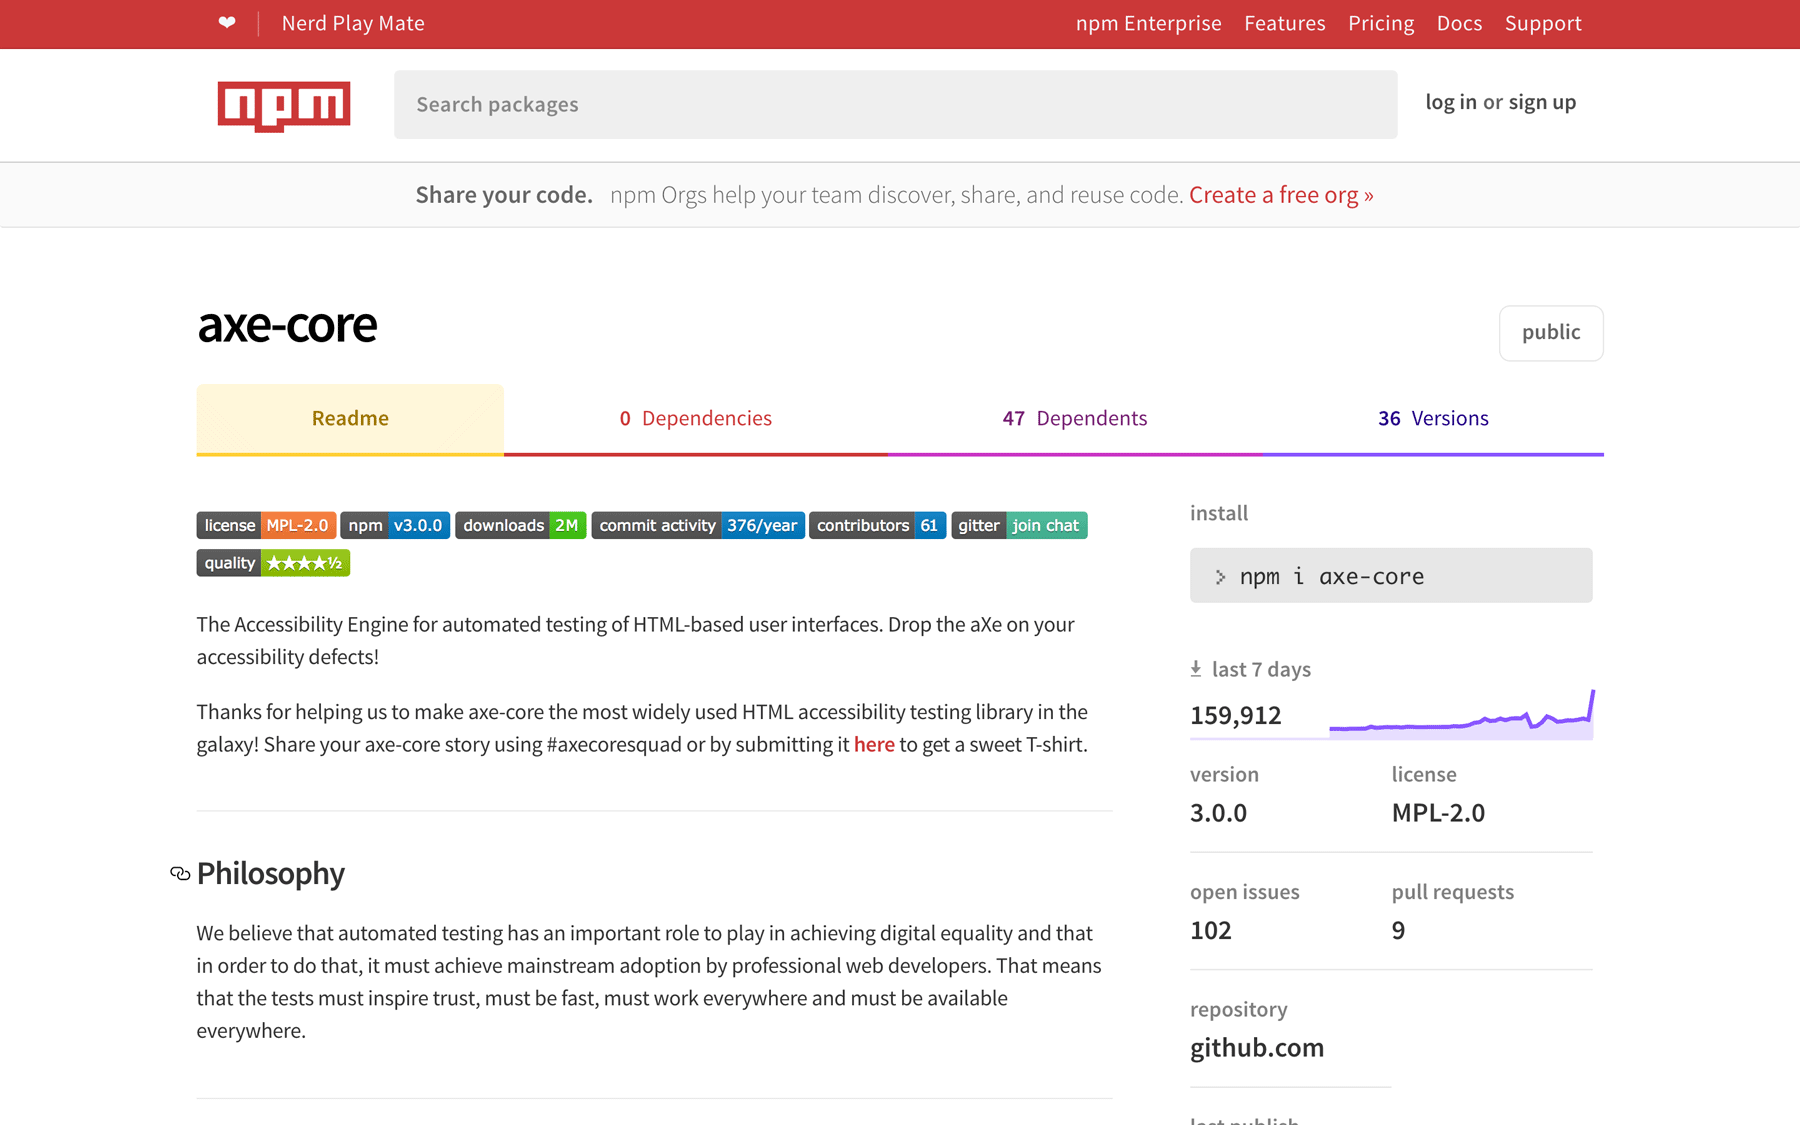 ❤ Nerd Play Mate npm Enterprise Features Pricing Docs Support
npm Search packages log in or sign up
Share your code. npm Orgs help your team discover, share, and reuse code. Create a free org »
axe-core
public
Readme 0 Dependencies 47 Dependents 36 Versions
license MPL-2.0 npm v3.0.0 downloads 2M commit activity 376/year contributors 61 gitter join chat
quality ★★★★½
The Accessibility Engine for automated testing of HTML-based user interfaces. Drop the aXe on your
accessibility defects!
Thanks for helping us to make axe-core the most widely used HTML accessibility testing library in the
galaxy! Share your axe-core story using #axecoresquad or by submitting it here to get a sweet T-shirt.
Philosophy
We believe that automated testing has an important role to play in achieving digital equality and that
in order to do that, it must achieve mainstream adoption by professional web developers. That means
that the tests must inspire trust, must be fast, must work everywhere and must be available
everywhere.
install
> npm i axe-core
last 7 days
159,912
version license
3.0.0 MPL-2.0
open issues pull requests
102 9
repository
github.com
last publish